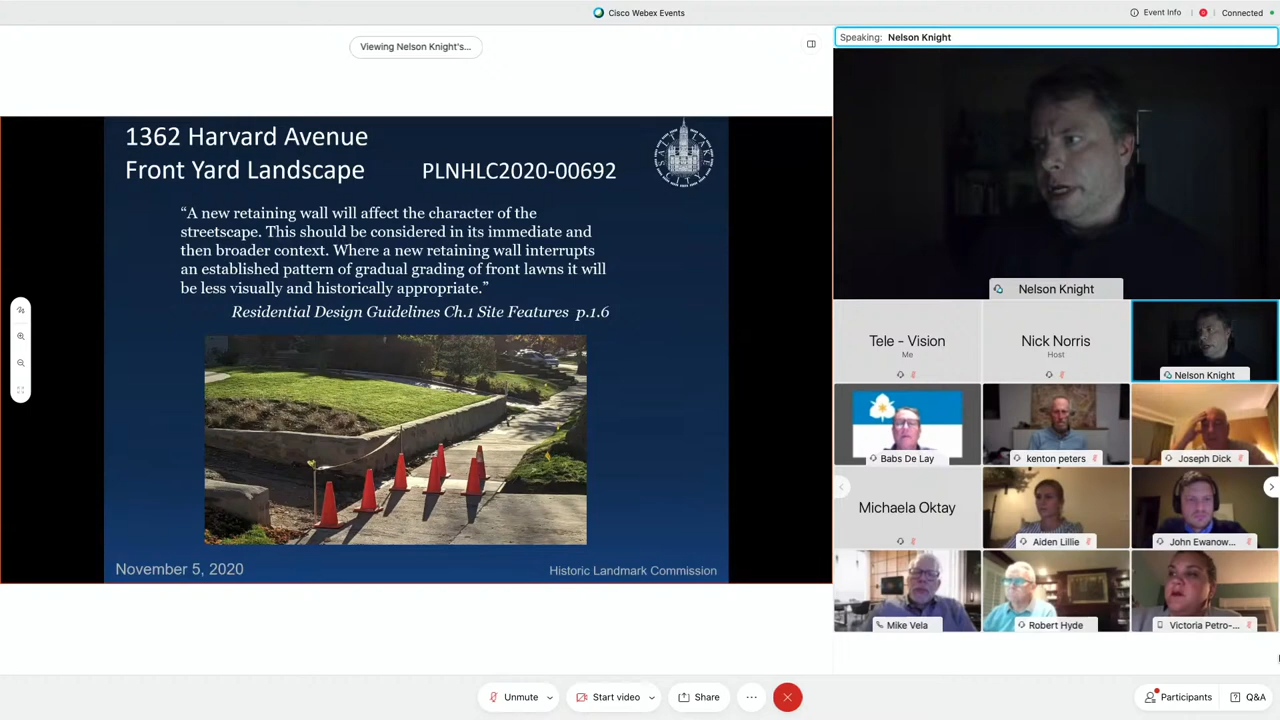 Cisco Webex Events
Event Info
Connected
Viewing Nelson Knight's...
Speaking: Nelson Knight
1362 Harvard Avenue
Front Yard Landscape PLNHLC2020-00692
“A new retaining wall will affect the character of the
streetscape. This should be considered in its immediate and
then broader context. Where a new retaining wall interrupts
an established pattern of gradual grading of front lawns it will
be less visually and historically appropriate.”
Residential Design Guidelines Ch.1 Site Features p.1.6
November 5, 2020
Historic Landmark Commission
Nelson Knight
Tele - Vision
Me
Nick Norris
Host
Nelson Knight
Babs De Lay
kenton peters
Joseph Dick
Michaela Oktay
Aiden Lillie
John Ewanow...
Mike Vela
Robert Hyde
Victoria Petro-...
Unmute
Start video
Share
Participants
Q&A